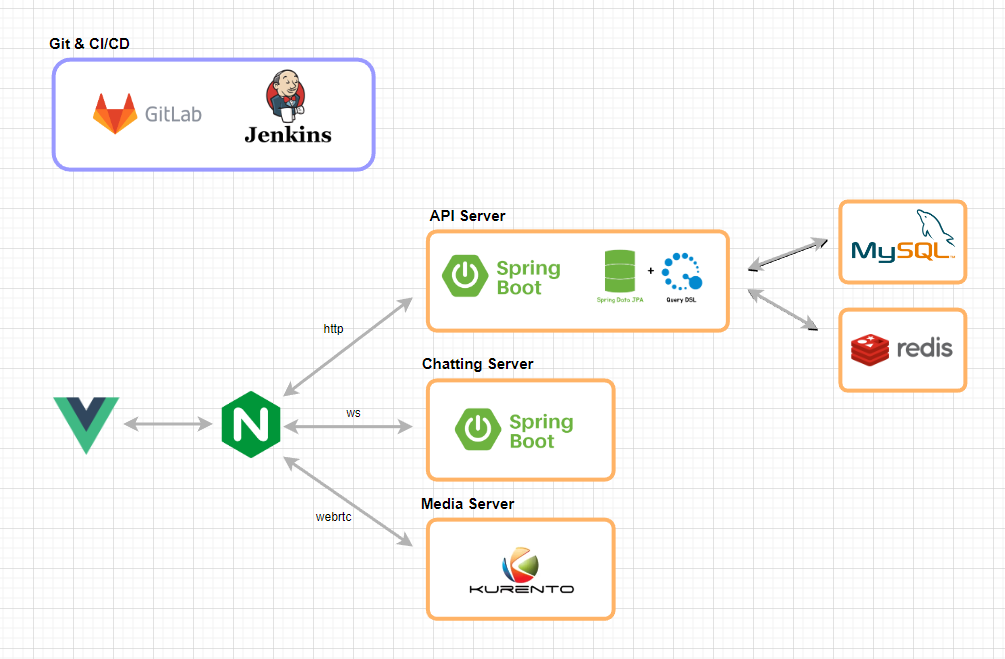 Git & CI/CD
GitLab
Jenkins
API Server
Spring
Boot
+
Spring Data JPA
Query DSL
MySQL
TM
redis
http
Chatting Server
ws
Spring
Boot
N
Media Server
webrtc
KURENTO